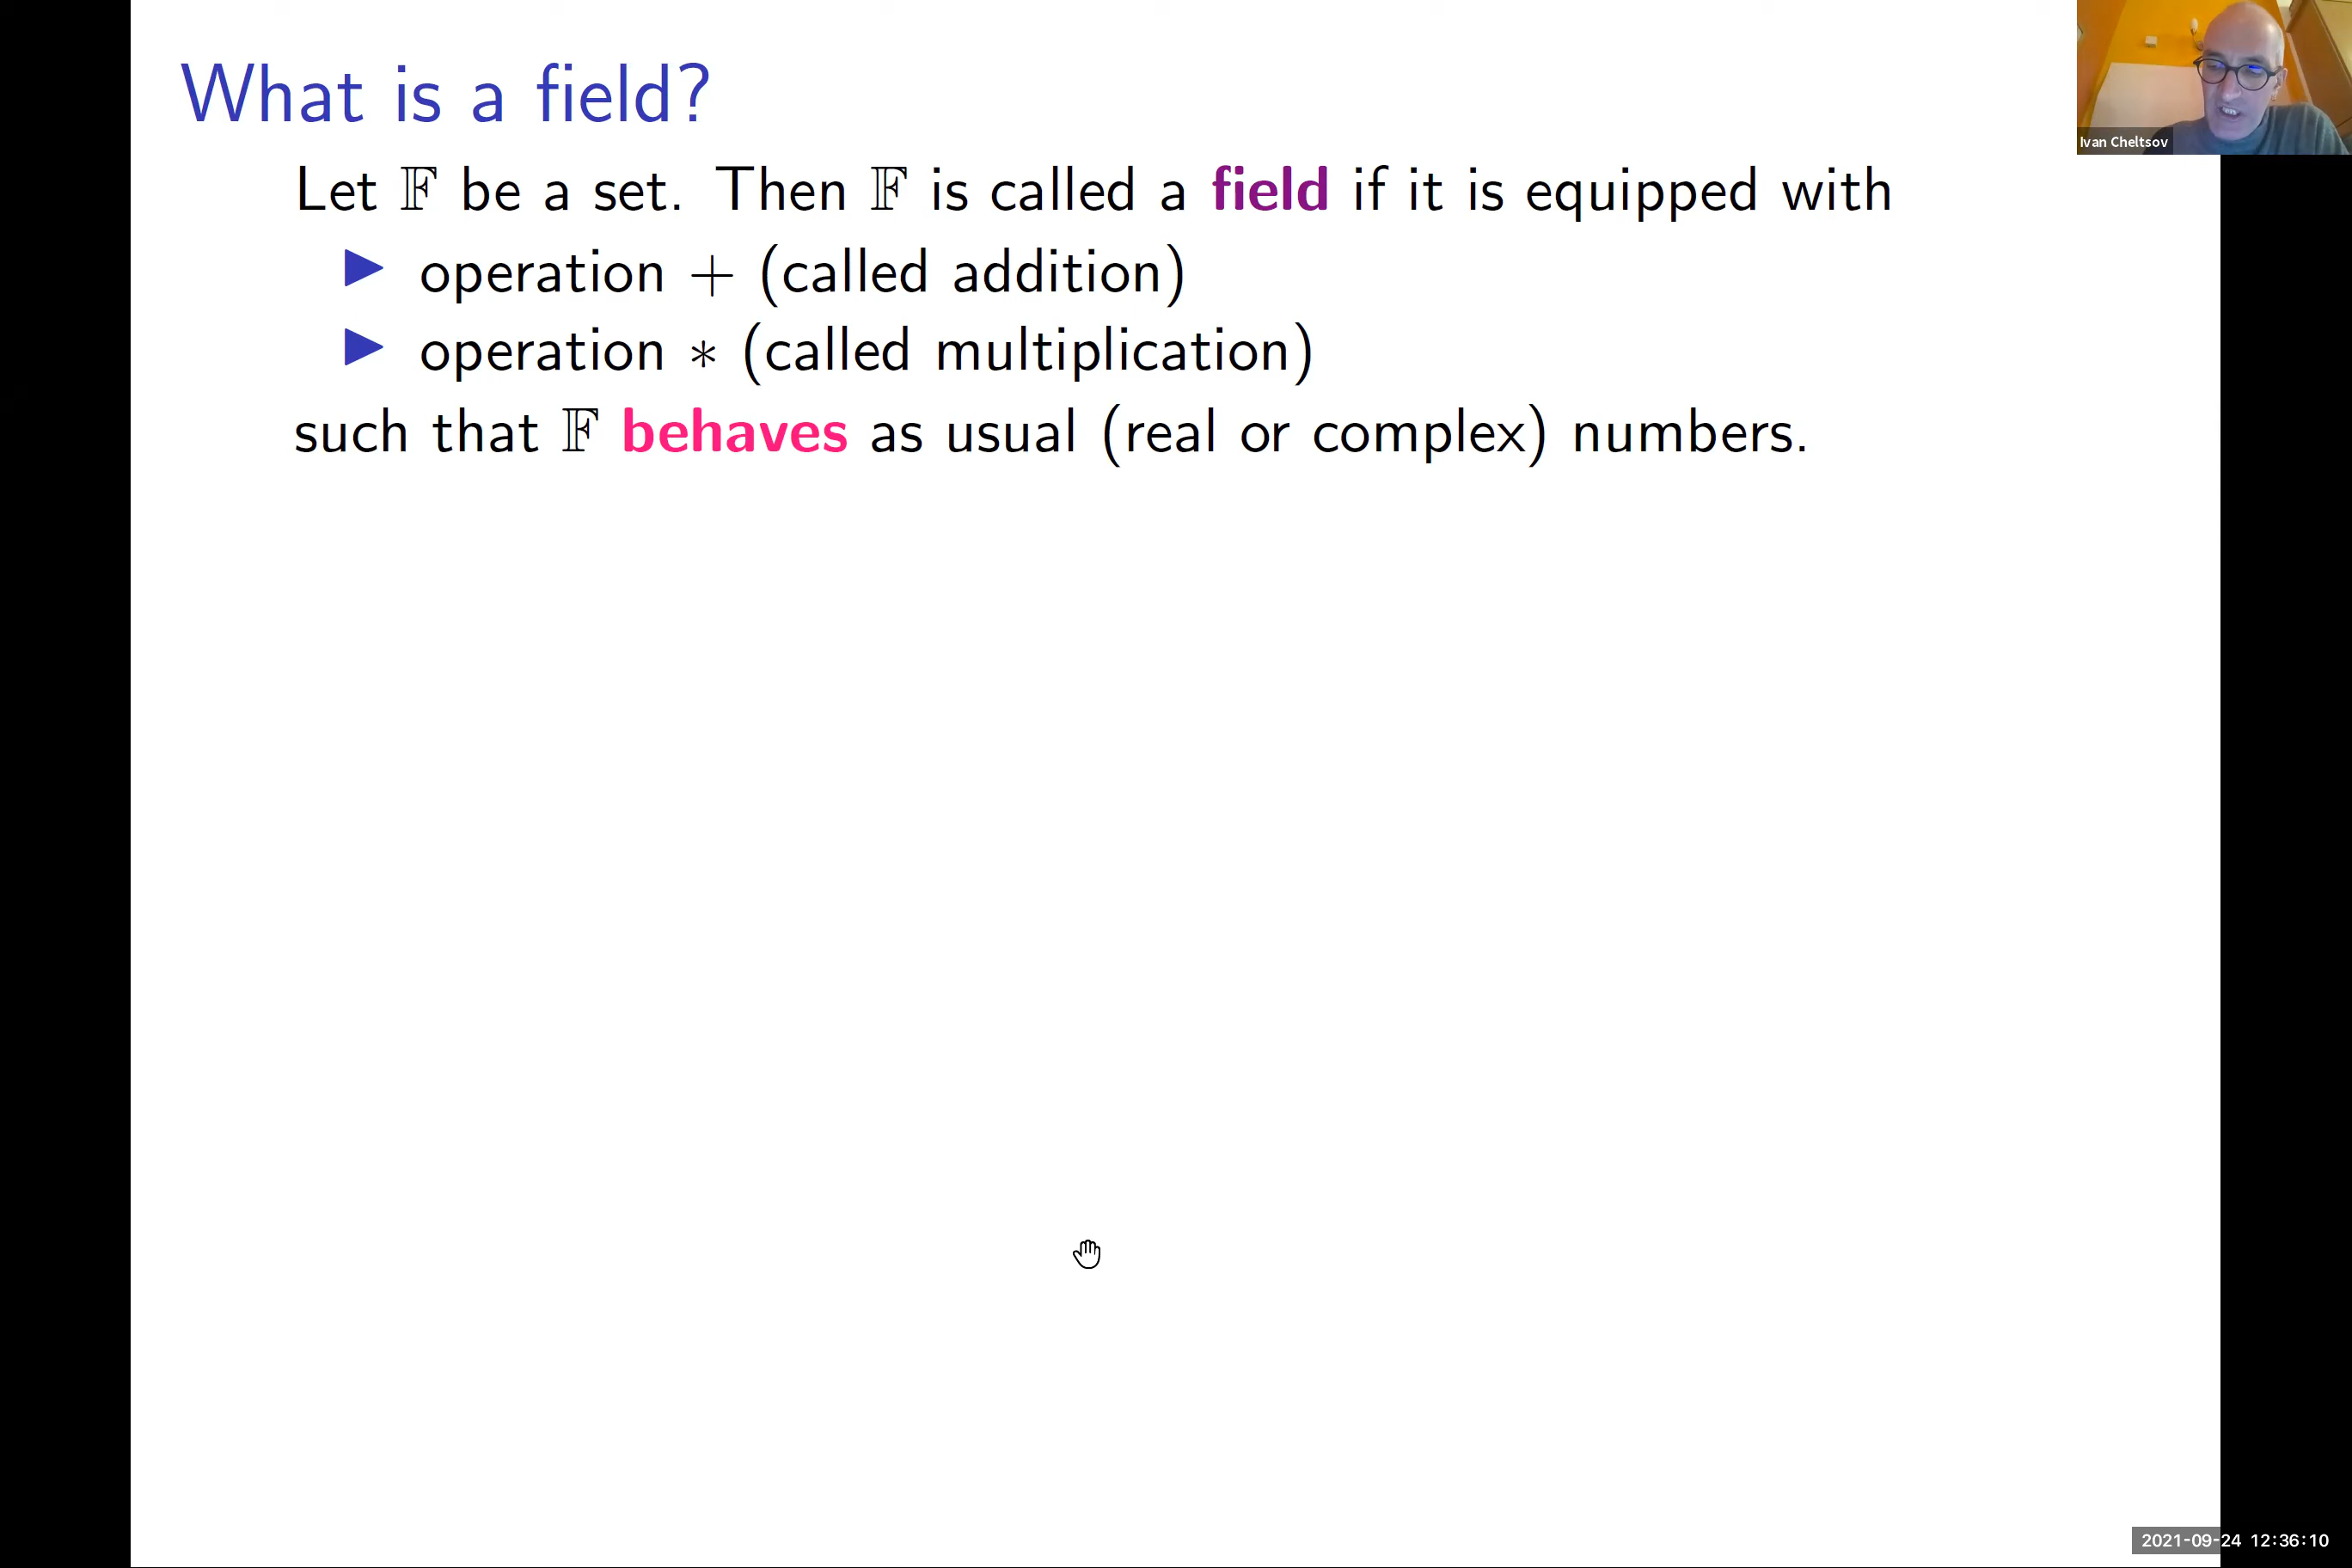 What is a field?
Let 𝔽 be a set. Then 𝔽 is called a field if it is equipped with
▶ operation + (called addition)
▶ operation ∗ (called multiplication)
such that 𝔽 behaves as usual (real or complex) numbers.
Ivan Cheltsov
2021-09-24 12:36:10